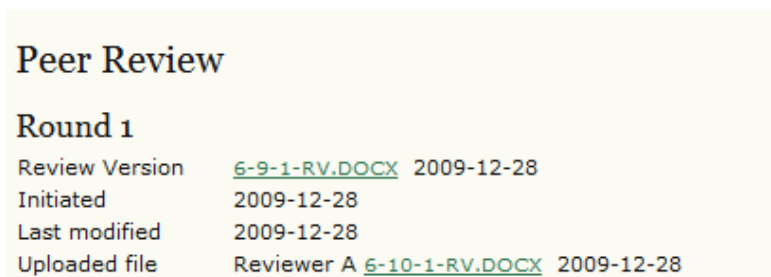 Peer Review
Round 1
Review Version 6-9-1-RV.DOCX 2009-12-28
Initiated 2009-12-28
Last modified 2009-12-28
Uploaded file Reviewer A 6-10-1-RV.DOCX 2009-12-28